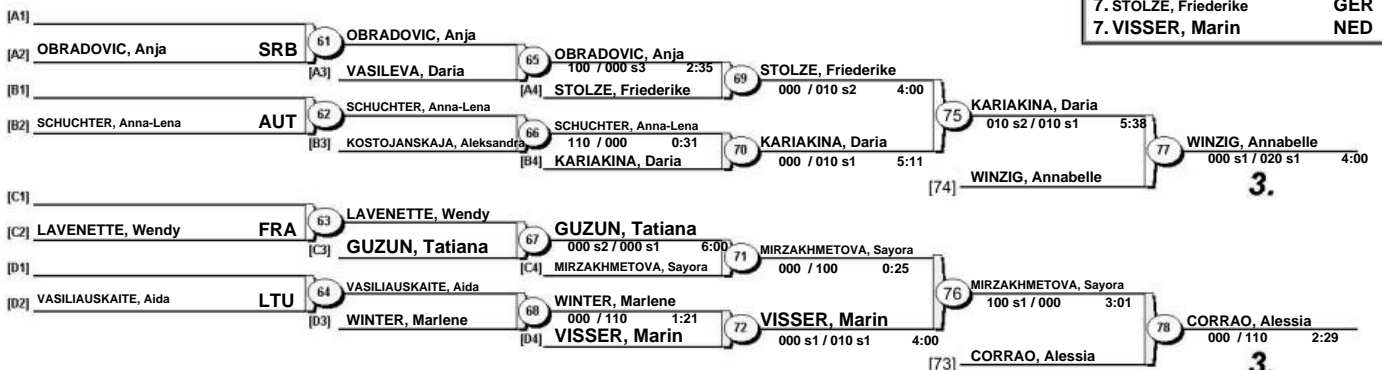 7. STOLZE, Friederike GER
7. VISSER, Marin NED
[A1]
[A2] OBRADOVIC, Anja SRB
61 OBRADOVIC, Anja
[A3] VASILEVA, Daria
65 OBRADOVIC, Anja
100 / 000 s3 2:35
[A4] STOLZE, Friederike
69 STOLZE, Friederike
000 / 010 s2 4:00
[B1]
[B2] SCHUCHTER, Anna-Lena AUT
62 SCHUCHTER, Anna-Lena
[B3] KOSTOJANSKAJA, Aleksandra
66 SCHUCHTER, Anna-Lena
110 / 000 0:31
[B4] KARIAKINA, Daria
70 KARIAKINA, Daria
000 / 010 s1 5:11
75 KARIAKINA, Daria
010 s2 / 010 s1 5:38
[74] WINZIG, Annabelle
77 WINZIG, Annabelle
000 s1 / 020 s1 4:00
3.
[C1]
[C2] LAVENETTE, Wendy FRA
63 LAVENETTE, Wendy
[C3] GUZUN, Tatiana
67 GUZUN, Tatiana
000 s2 / 000 s1 6:00
[C4] MIRZAKHMETOVA, Sayora
71 MIRZAKHMETOVA, Sayora
000 / 100 0:25
[D1]
[D2] VASILIAUSKAITE, Aida LTU
64 VASILIAUSKAITE, Aida
[D3] WINTER, Marlene
68 WINTER, Marlene
000 / 110 1:21
[D4] VISSER, Marin
72 VISSER, Marin
000 s1 / 010 s1 4:00
76 MIRZAKHMETOVA, Sayora
100 s1 / 000 3:01
[73] CORRAO, Alessia
78 CORRAO, Alessia
000 / 110 2:29
3.